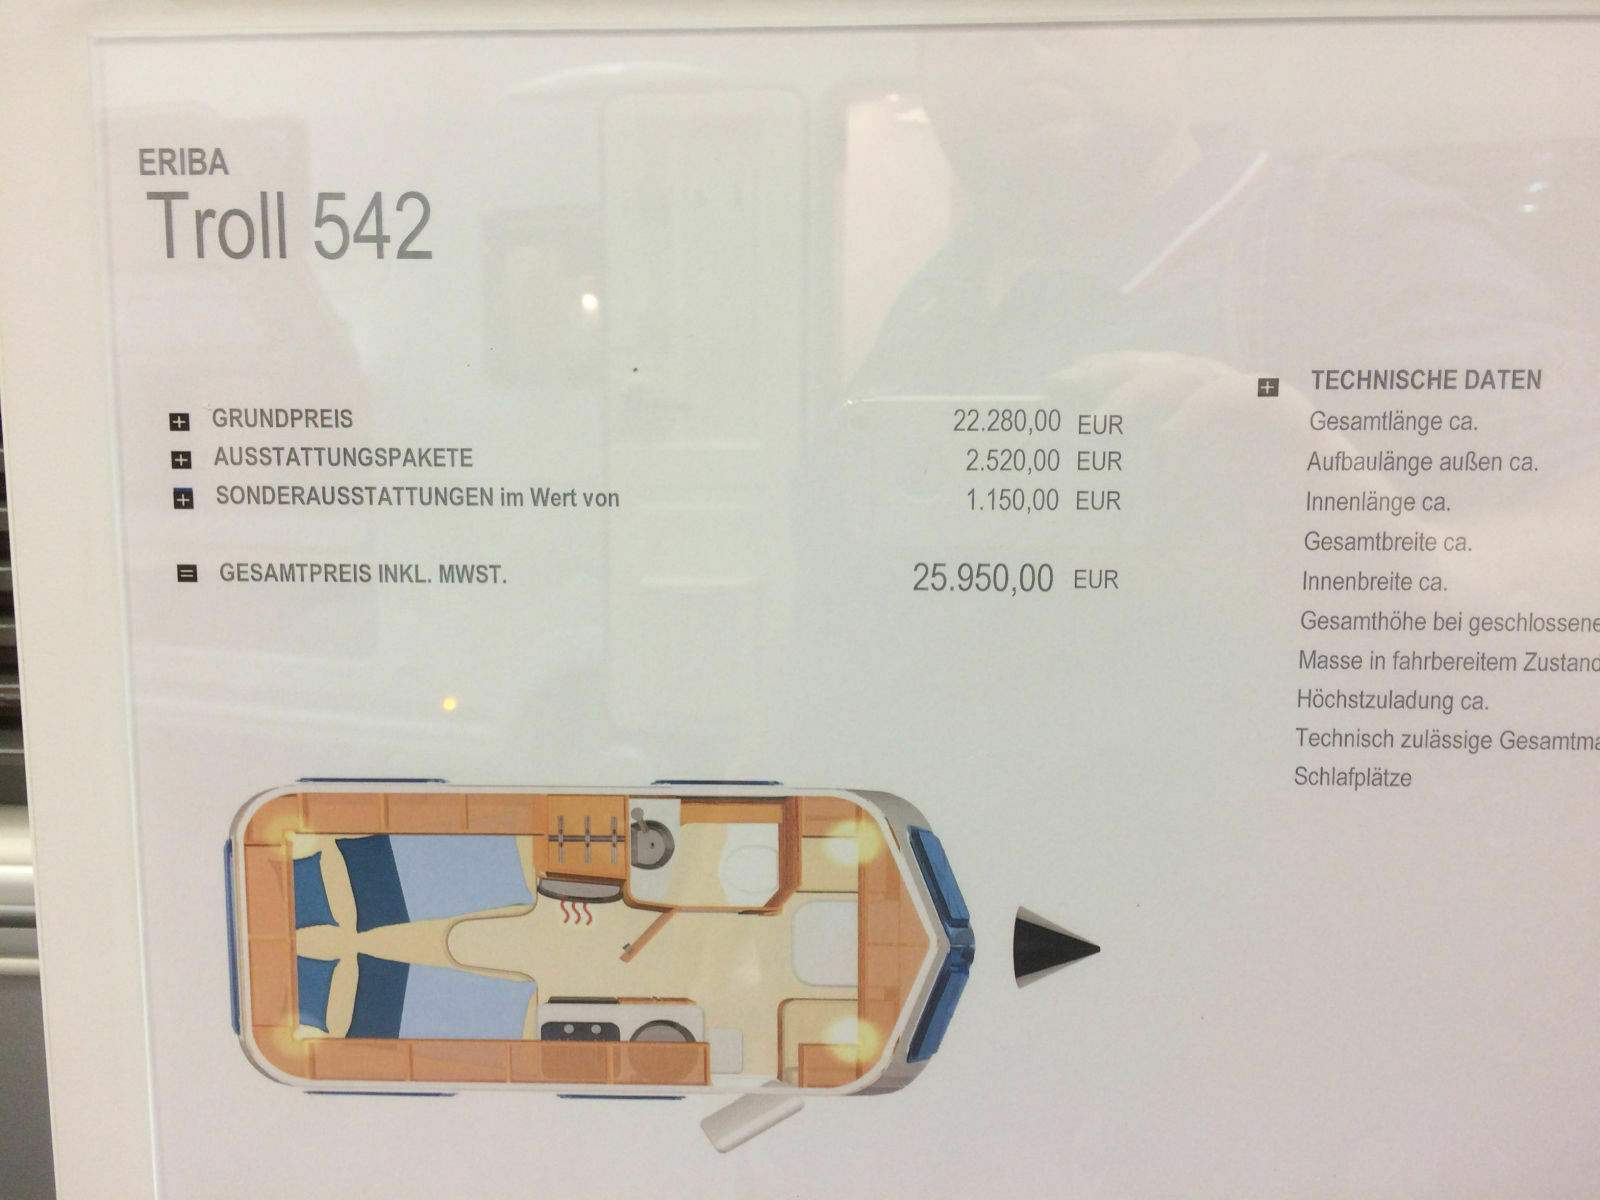 ERIBA
Troll 542
GRUNDPREIS 22.280,00 EUR
AUSSTATTUNGSPAKETE 2.520,00 EUR
SONDERAUSSTATTUNGEN im Wert von 1.150,00 EUR
GESAMTPREIS INKL. MWST. 25.950,00 EUR
TECHNISCHE DATEN
Gesamtlänge ca.
Aufbaulänge außen ca.
Innenlänge ca.
Gesamtbreite ca.
Innenbreite ca.
Gesamthöhe bei geschlossene
Masse in fahrbereitem Zustand
Höchstzuladung ca.
Technisch zulässige Gesamtma
Schlafplätze